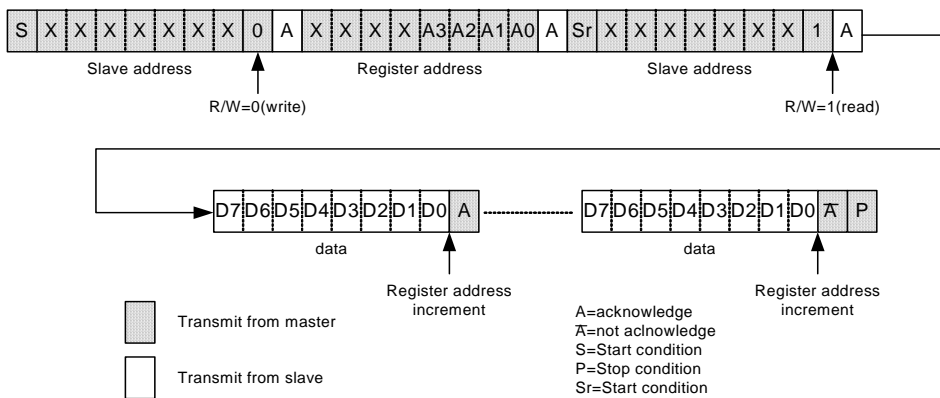 S X X X X X X X 0 A X X X X A3 A2 A1 A0 A Sr X X X X X X X 1 A
Slave address Register address Slave address
R/W=0(write) R/W=1(read)
D7 D6 D5 D4 D3 D2 D1 D0 A D7 D6 D5 D4 D3 D2 D1 D0 A̅ P
data data
Register address increment
Register address increment
Transmit from master
Transmit from slave
A=acknowledge
A̅=not aclnowledge
S=Start condition
P=Stop condition
Sr=Start condition